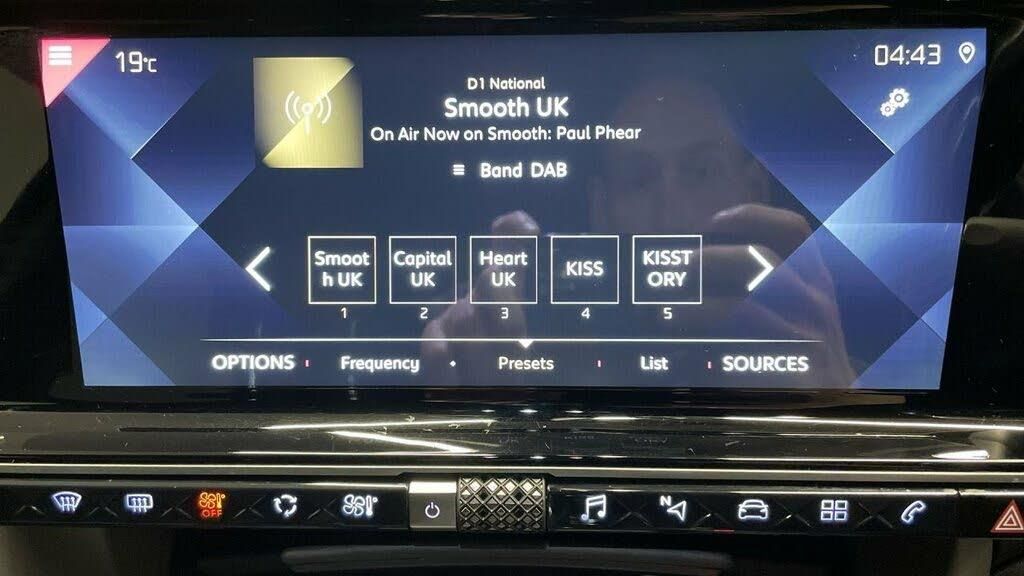 19°C
04:43
D1 National
Smooth UK
On Air Now on Smooth: Paul Phear
Band DAB
Smoot
h UK
Capital
UK
Heart
UK
KISS
KISST
ORY
1
2
3
4
5
OPTIONS
Frequency
Presets
List
SOURCES
OFF
N